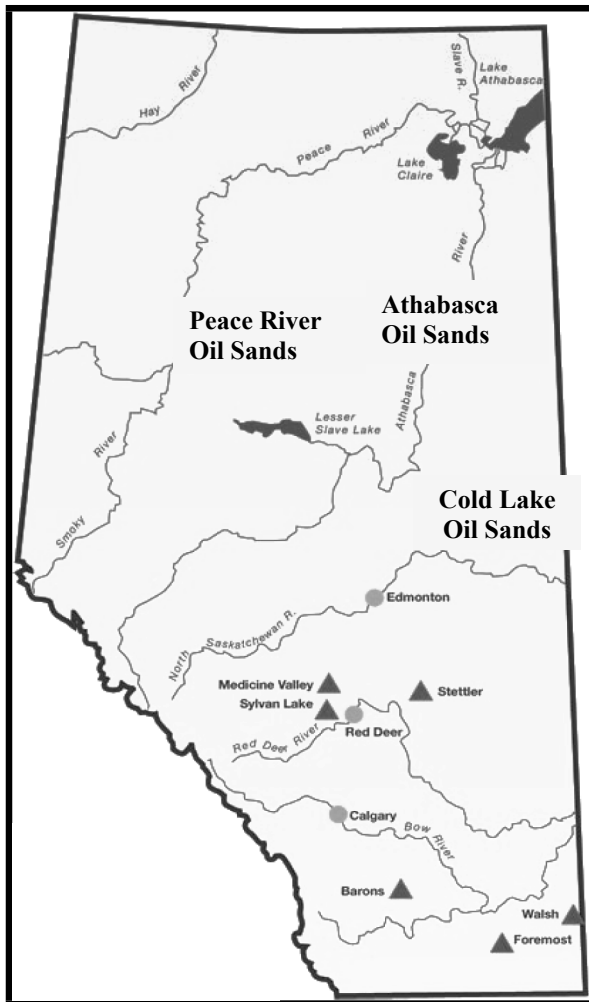 Hay
River
Slave R.
Lake
Athabasca
Peace
River
Lake
Claire
River
Peace River
Oil Sands
Athabasca
Oil Sands
Athabasca
Lesser
Slave Lake
Smoky
River
Cold Lake
Oil Sands
Edmonton
North
Saskatchewan R.
Medicine Valley
Sylvan Lake
Stettler
Red Deer
Red Deer River
Calgary
Bow
River
Barons
Walsh
Foremost